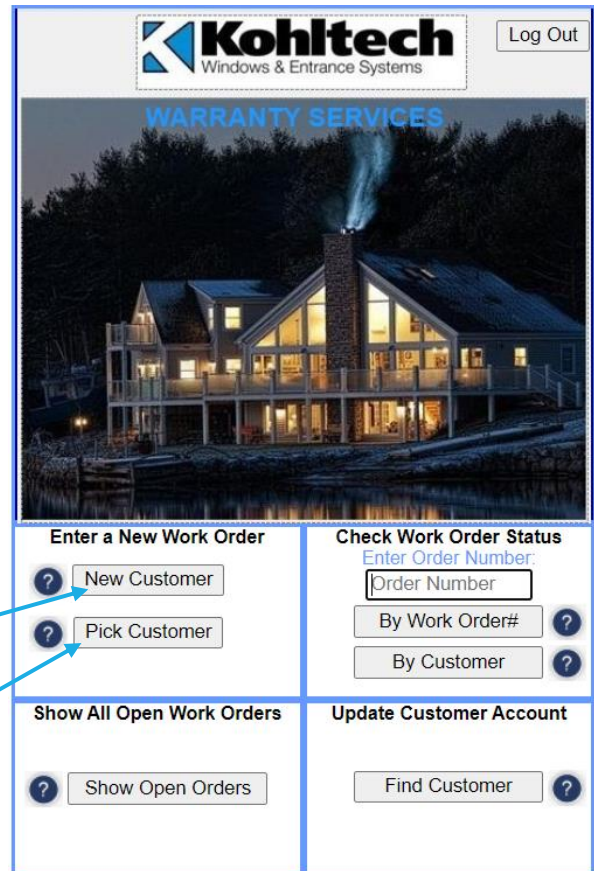 Kohltech
Windows & Entrance Systems
Log Out
WARRANTY SERVICES
Enter a New Work Order
? New Customer
? Pick Customer
Check Work Order Status
Enter Order Number:
Order Number
By Work Order# ?
By Customer ?
Show All Open Work Orders
? Show Open Orders
Update Customer Account
Find Customer ?